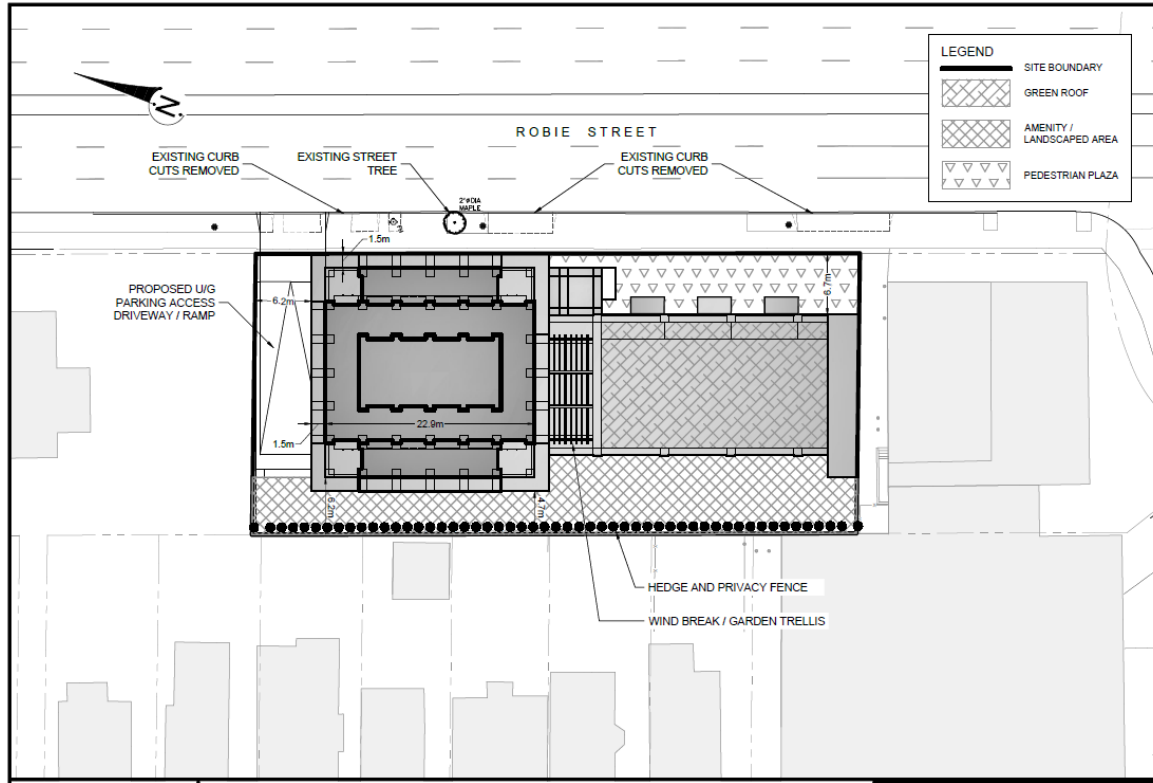 LEGEND
SITE BOUNDARY
GREEN ROOF
AMENITY /
LANDSCAPED AREA
PEDESTRIAN PLAZA
N
ROBIE STREET
EXISTING CURB
CUTS REMOVED
EXISTING STREET
TREE
EXISTING CURB
CUTS REMOVED
2"ø DIA
MAPLE
1.5m
PROPOSED U/G
PARKING ACCESS
DRIVEWAY / RAMP
6.2m
6.7m
22.9m
1.5m
6.2m
4.7m
HEDGE AND PRIVACY FENCE
WIND BREAK / GARDEN TRELLIS